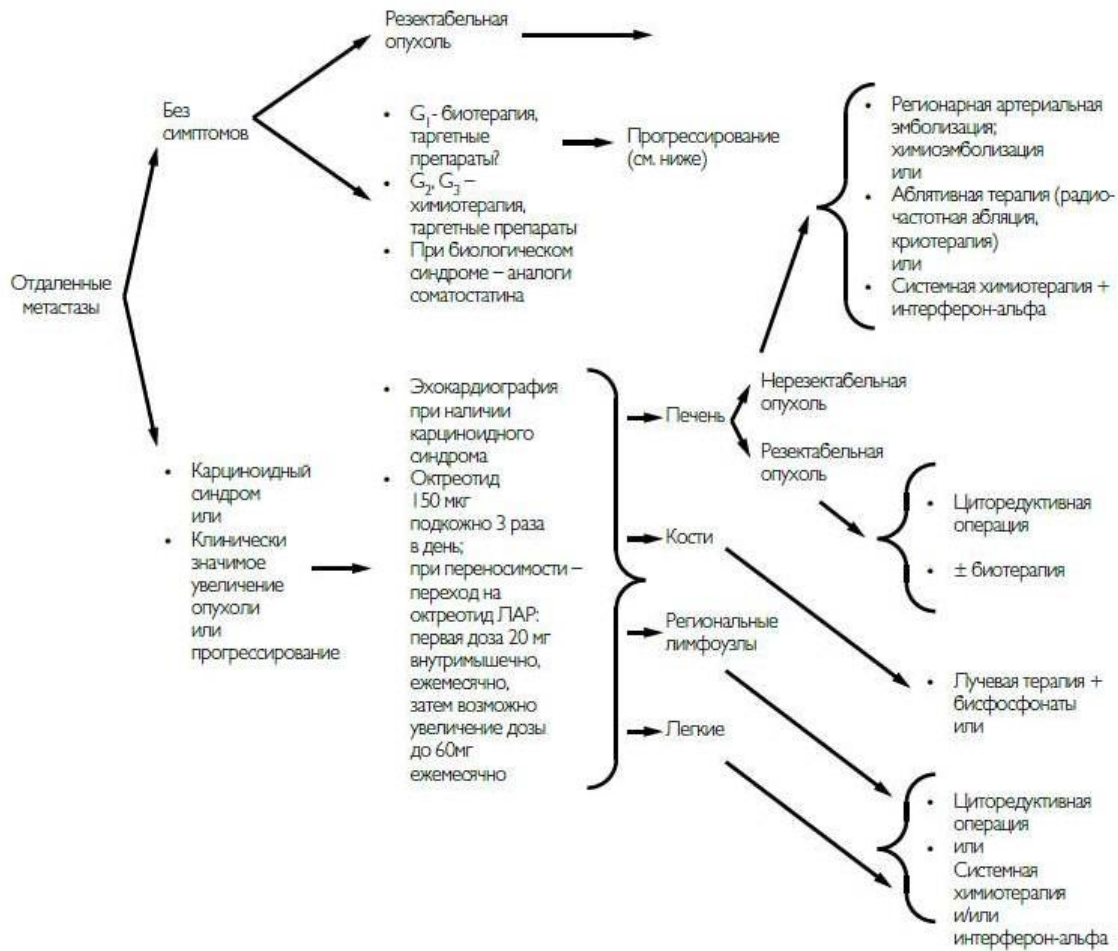 Резектабельная
опухоль
Без
симптомов
• G₁- биотерапия,
таргетные
препараты?
• G₂, G₃ –
химиотерапия,
таргетные препараты
• При биологическом
синдроме – аналоги
соматостатина
Прогрессирование
(см. ниже)
• Регионарная артериальная
эмболизация;
химиоэмболизация
или
• Аблятивная терапия (радио-
частотная абляция,
криотерапия)
или
• Системная химиотерапия +
интерферон-альфа
Отдаленные
метастазы
• Карциноидный
синдром
или
• Клинически
значимое
увеличение
опухоли
или
прогрессирование
• Эхокардиография
при наличии
карциноидного
синдрома
• Октреотид
150 мкг
подкожно 3 раза
в день;
при переносимости –
переход на
октреотид ЛАР:
первая доза 20 мг
внутримышечно,
ежемесячно,
затем возможно
увеличение дозы
до 60мг
ежемесячно
Печень
Нерезектабельная
опухоль
Резектабельная
опухоль
• Циторедуктивная
операция
• ± биотерапия
Кости
Региональные
лимфоузлы
Легкие
• Лучевая терапия +
бисфосфонаты
или
• Циторедуктивная
операция
• или
• Системная
химиотерапия
и/или
интерферон-альфа